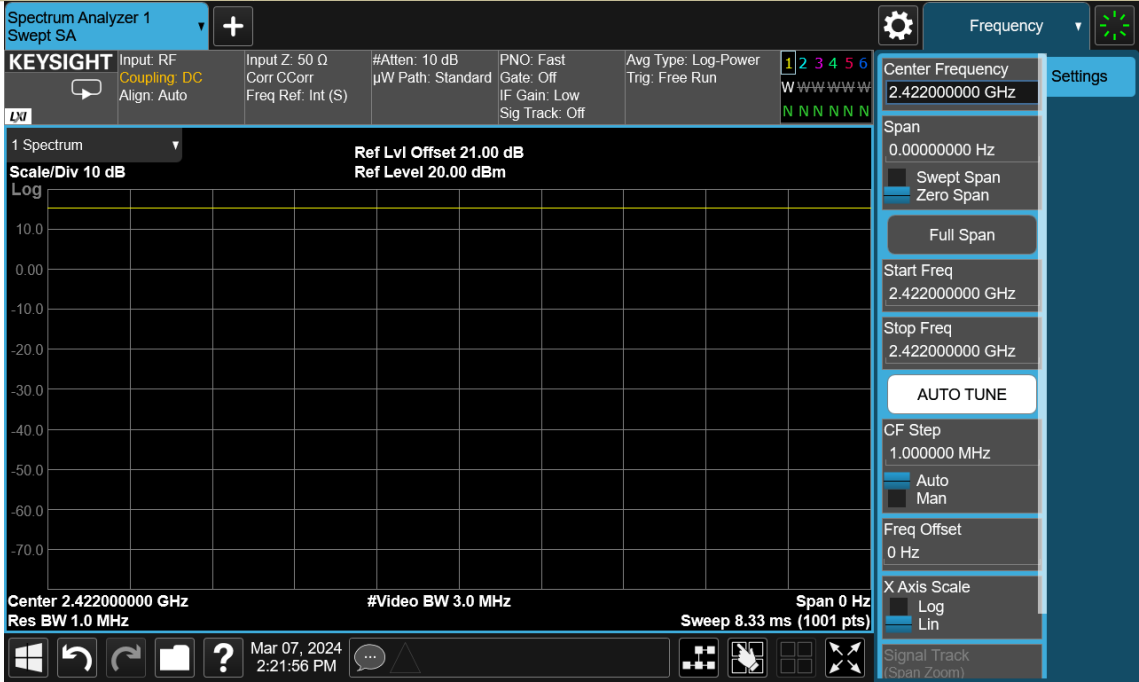 Spectrum Analyzer 1
Swept SA
+
Frequency
KEYSIGHT
LXI
Input: RF
Coupling: DC
Align: Auto
Input Z: 50 Ω
Corr CCorr
Freq Ref: Int (S)
#Atten: 10 dB
µW Path: Standard
PNO: Fast
Gate: Off
IF Gain: Low
Sig Track: Off
Avg Type: Log-Power
Trig: Free Run
1 2 3 4 5 6
W W W W W W
N N N N N N
1 Spectrum
Scale/Div 10 dB
Ref Lvl Offset 21.00 dB
Ref Level 20.00 dBm
Log
10.0
0.00
-10.0
-20.0
-30.0
-40.0
-50.0
-60.0
-70.0
Center 2.422000000 GHz
#Video BW 3.0 MHz
Span 0 Hz
Res BW 1.0 MHz
Sweep 8.33 ms (1001 pts)
?
Mar 07, 2024
2:21:56 PM
Center Frequency
2.422000000 GHz
Span
0.00000000 Hz
Swept Span
Zero Span
Full Span
Start Freq
2.422000000 GHz
Stop Freq
2.422000000 GHz
AUTO TUNE
CF Step
1.000000 MHz
Auto
Man
Freq Offset
0 Hz
X Axis Scale
Log
Lin
Signal Track
(Span Zoom)
Settings